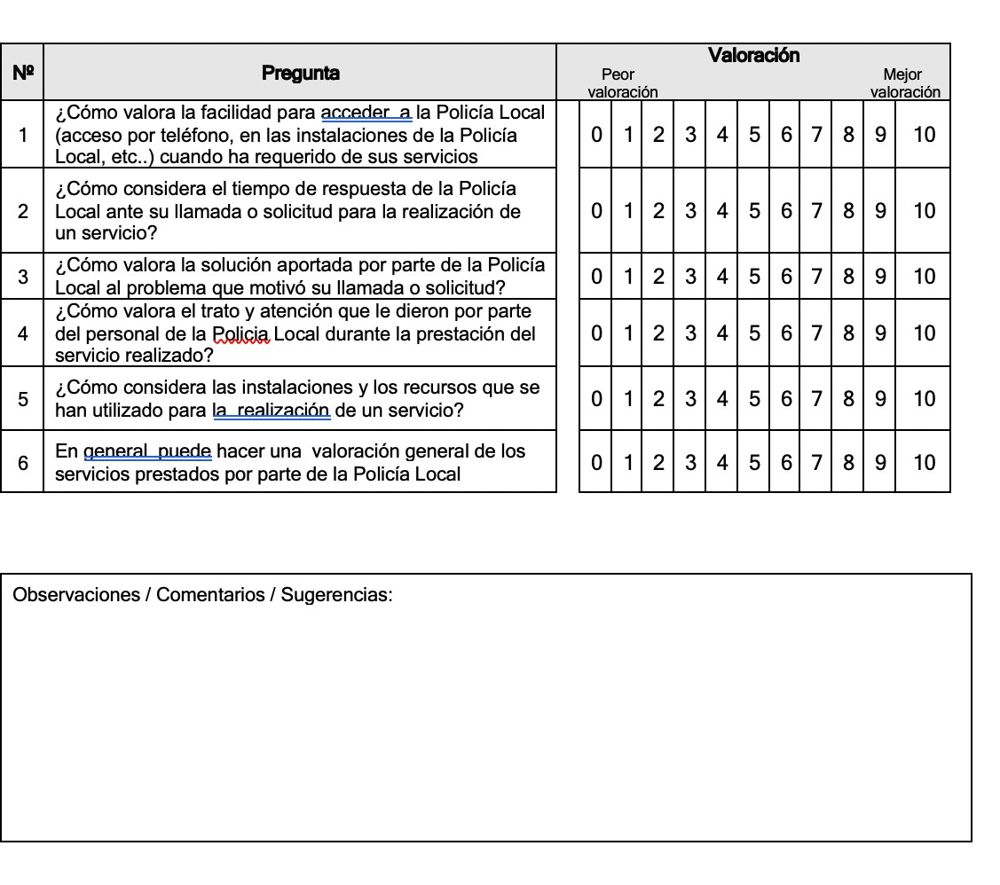 Nº Pregunta Valoración
Peor Mejor
valoración valoración
¿Cómo valora la facilidad para acceder  a la Policía Local
1 (acceso por teléfono, en las instalaciones de la Policía 0 1 2 3 4 5 6 7 8 9 10
Local, etc..) cuando ha requerido de sus servicios
¿Cómo considera el tiempo de respuesta de la Policía
2 Local ante su llamada o solicitud para la realización de 0 1 2 3 4 5 6 7 8 9 10
un servicio?
¿Cómo valora la solución aportada por parte de la Policía
3 Local al problema que motivó su llamada o solicitud? 0 1 2 3 4 5 6 7 8 9 10
¿Cómo valora el trato y atención que le dieron por parte
4 del personal de la Policia Local durante la prestación del 0 1 2 3 4 5 6 7 8 9 10
servicio realizado?
¿Cómo considera las instalaciones y los recursos que se
5 han utilizado para la  realización de un servicio? 0 1 2 3 4 5 6 7 8 9 10
En general  puede hacer una  valoración general de los
6 servicios prestados por parte de la Policía Local 0 1 2 3 4 5 6 7 8 9 10
Observaciones / Comentarios / Sugerencias: